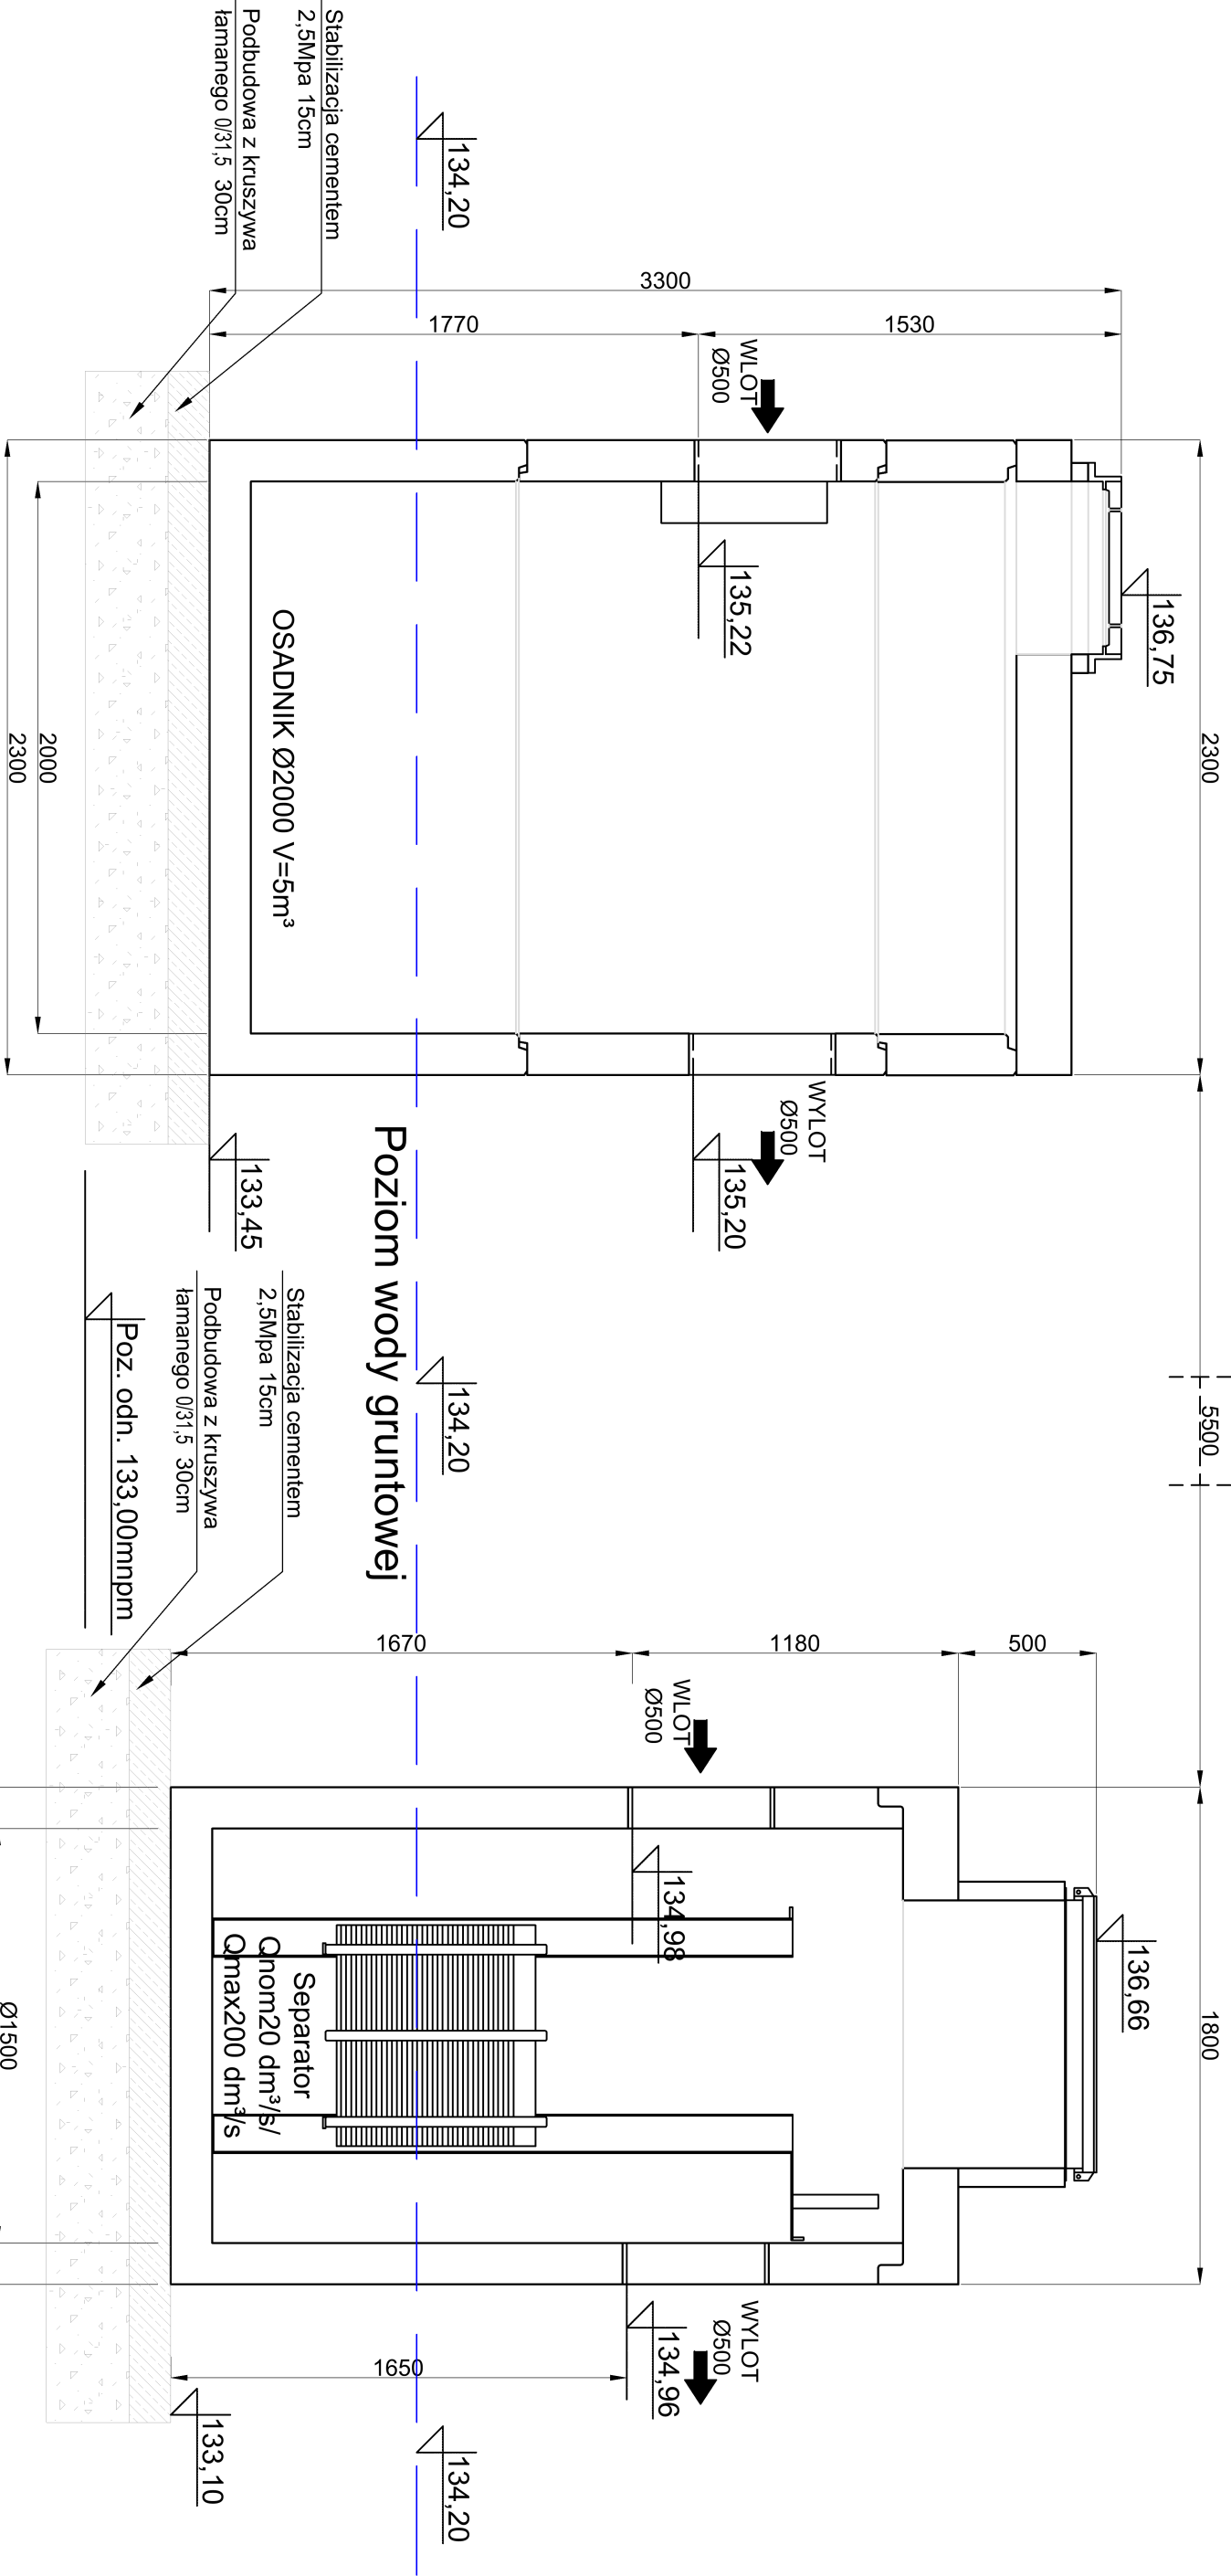 Stabilizacja cementem
2,5Mpa 15cm
Podbudowa z kruszywa
łamanego 0/31,5 30cm
134,20
3300
1770
1530
WLOT
Ø500
2300
136,75
135,22
OSADNIK Ø2000 V=5m³
2000
2300
WYLOT
Ø500
135,20
133,45
Poziom wody gruntowej
134,20
5500
Stabilizacja cementem
2,5Mpa 15cm
Podbudowa z kruszywa
łamanego 0/31,5 30cm
Poz. odn. 133,00mnpm
1670
1180
500
WLOT
Ø500
134,98
136,66
1800
Separator
Qnom20 dm³/s/
Qmax200 dm³/s
Ø1500
WYLOT
Ø500
134,96
1650
133,10
134,20